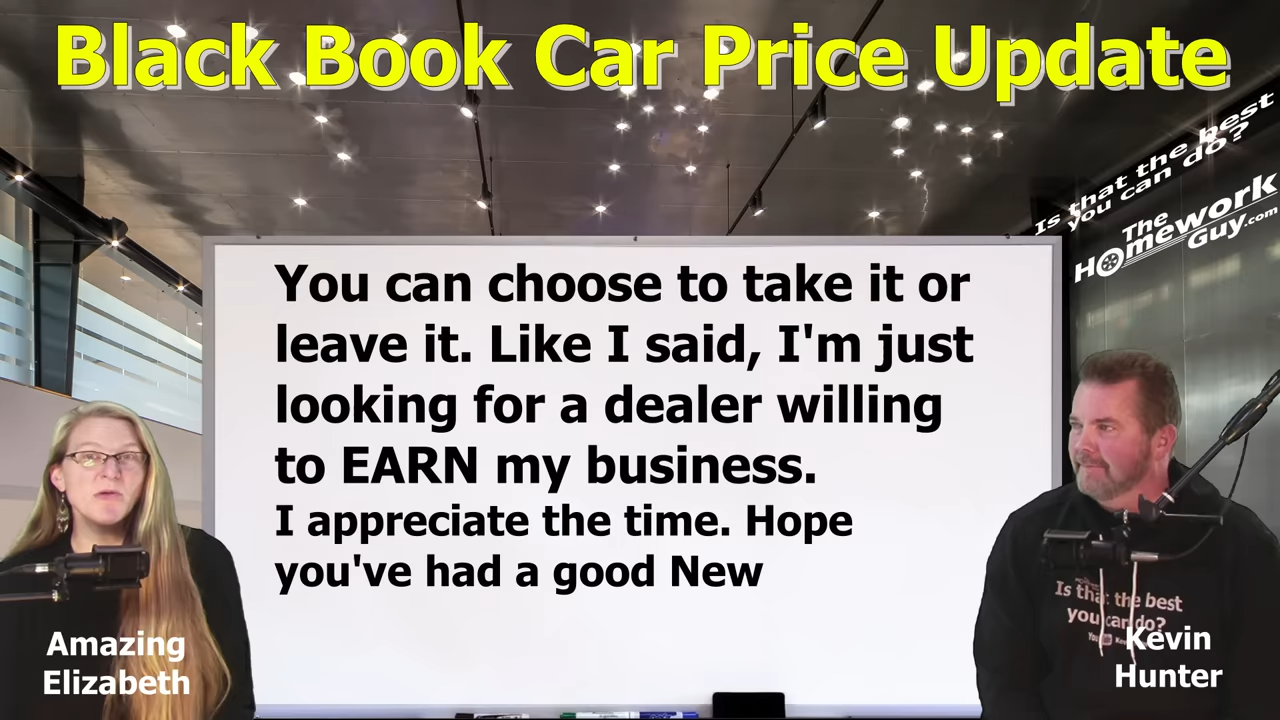 Black Book Car Price Update
Is that the best
you can do?
The
Homework
Guy.com
You can choose to take it or
leave it. Like I said, I'm just
looking for a dealer willing
to EARN my business.
I appreciate the time. Hope
you've had a good New
Is that the best
you can do?
Amazing
Elizabeth
Kevin
Hunter